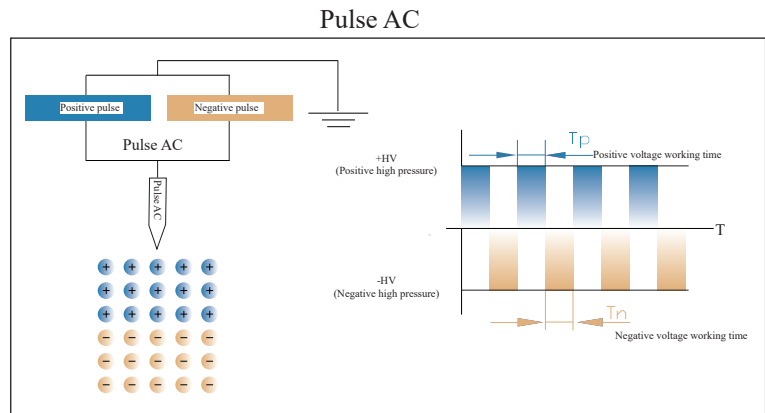 Pulse AC
Positive pulse
Negative pulse
Pulse AC
Pulse AC
+ + + + +
+ + + + +
+ + + + +
− − − − −
− − − − −
− − − − −
Tp
+HV
(Positive high pressure)
Positive voltage working time
T
-HV
(Negative high pressure)
Tn
Negative voltage working time